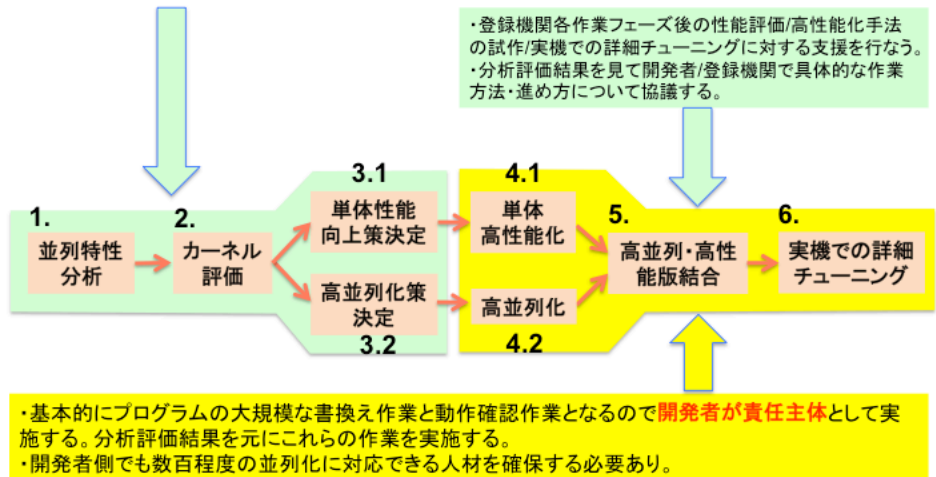 ・登録機関各作業フェーズ後の性能評価/高性能化手法
の試作/実機での詳細チューニングに対する支援を行なう。
・分析評価結果を見て開発者/登録機関で具体的な作業
方法・進め方について協議する。
3.1
4.1
1.
2.
単体性能
向上策決定
単体
高性能化
5.
6.
並列特性
分析
カーネル
評価
高並列・高性
能版結合
実機での詳細
チューニング
高並列化策
決定
高並列化
3.2
4.2
・基本的にプログラムの大規模な書換え作業と動作確認作業となるので開発者が責任主体として実
施する。分析評価結果を元にこれらの作業を実施する。
・開発者側でも数百程度の並列化に対応できる人材を確保する必要あり。